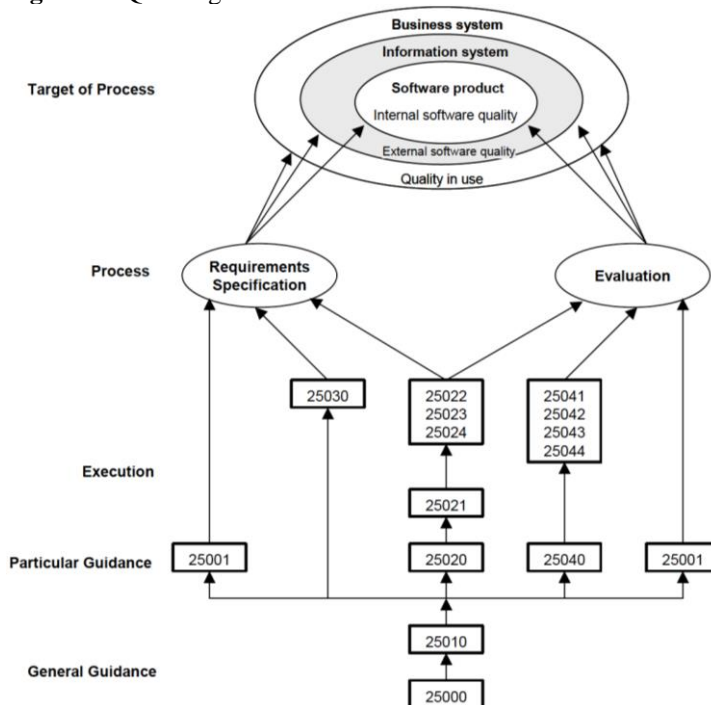 Business system
Information system
Software product
Target of Process
Internal software quality
External software quality
Quality in use
Process
Requirements
Specification
Evaluation
25030
25022
25023
25024
25041
25042
25043
25044
Execution
25021
Particular Guidance
25001
25020
25040
25001
25010
General Guidance
25000